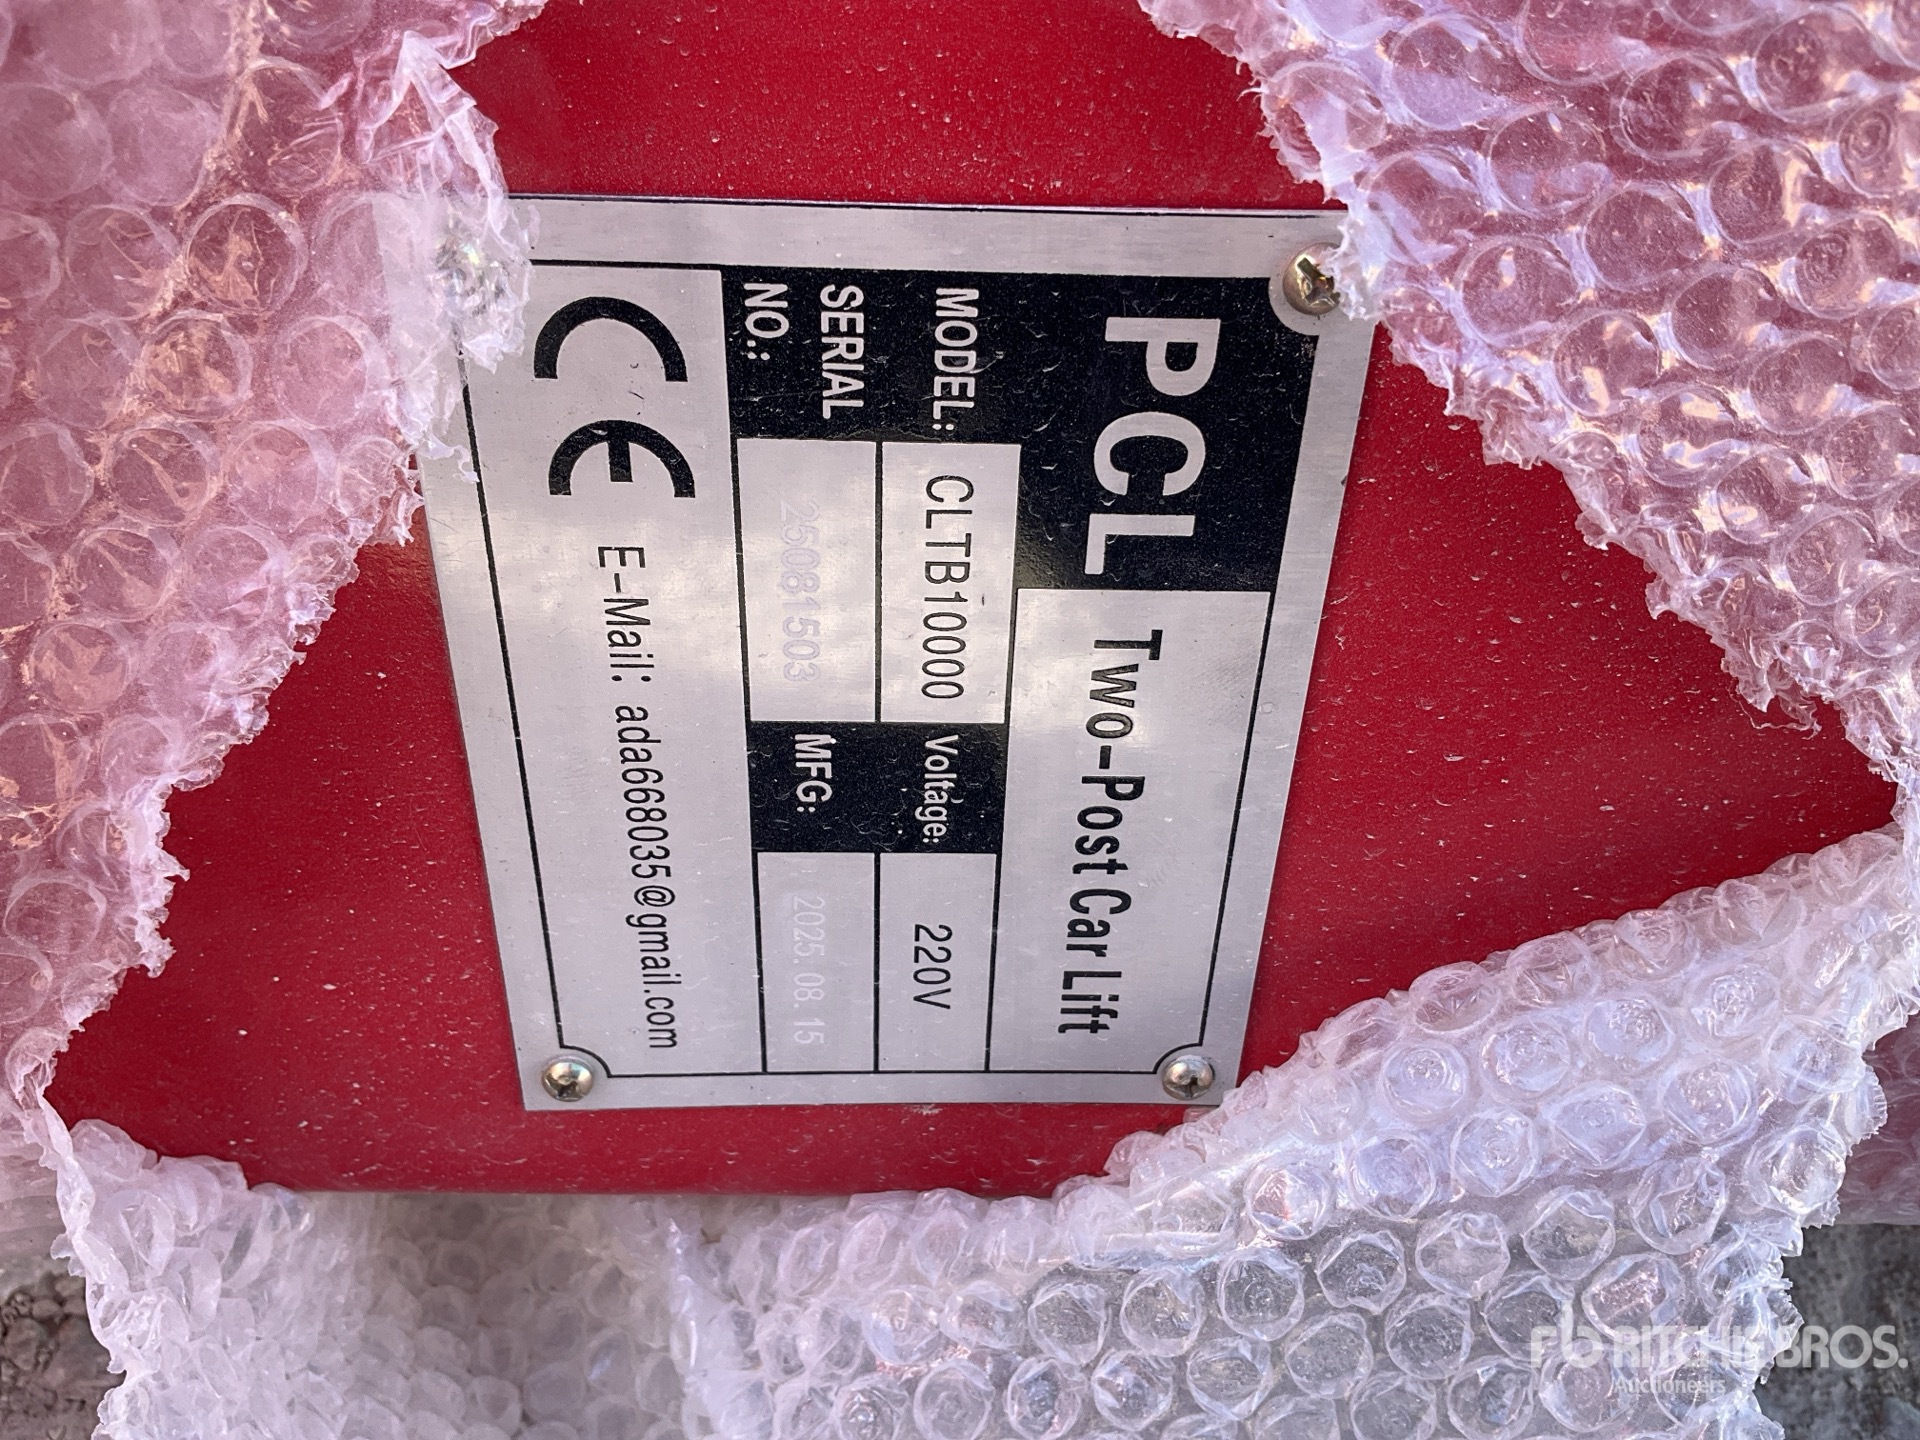 PCL Two-Post Car Lift
MODEL: CLTB10000 Voltage: 220V
SERIAL NO.: 25081503 MFG: 2025.08.15
CE E-Mail: ada668035@gmail.com
rb RITCHIE BROS.
Auctioneers